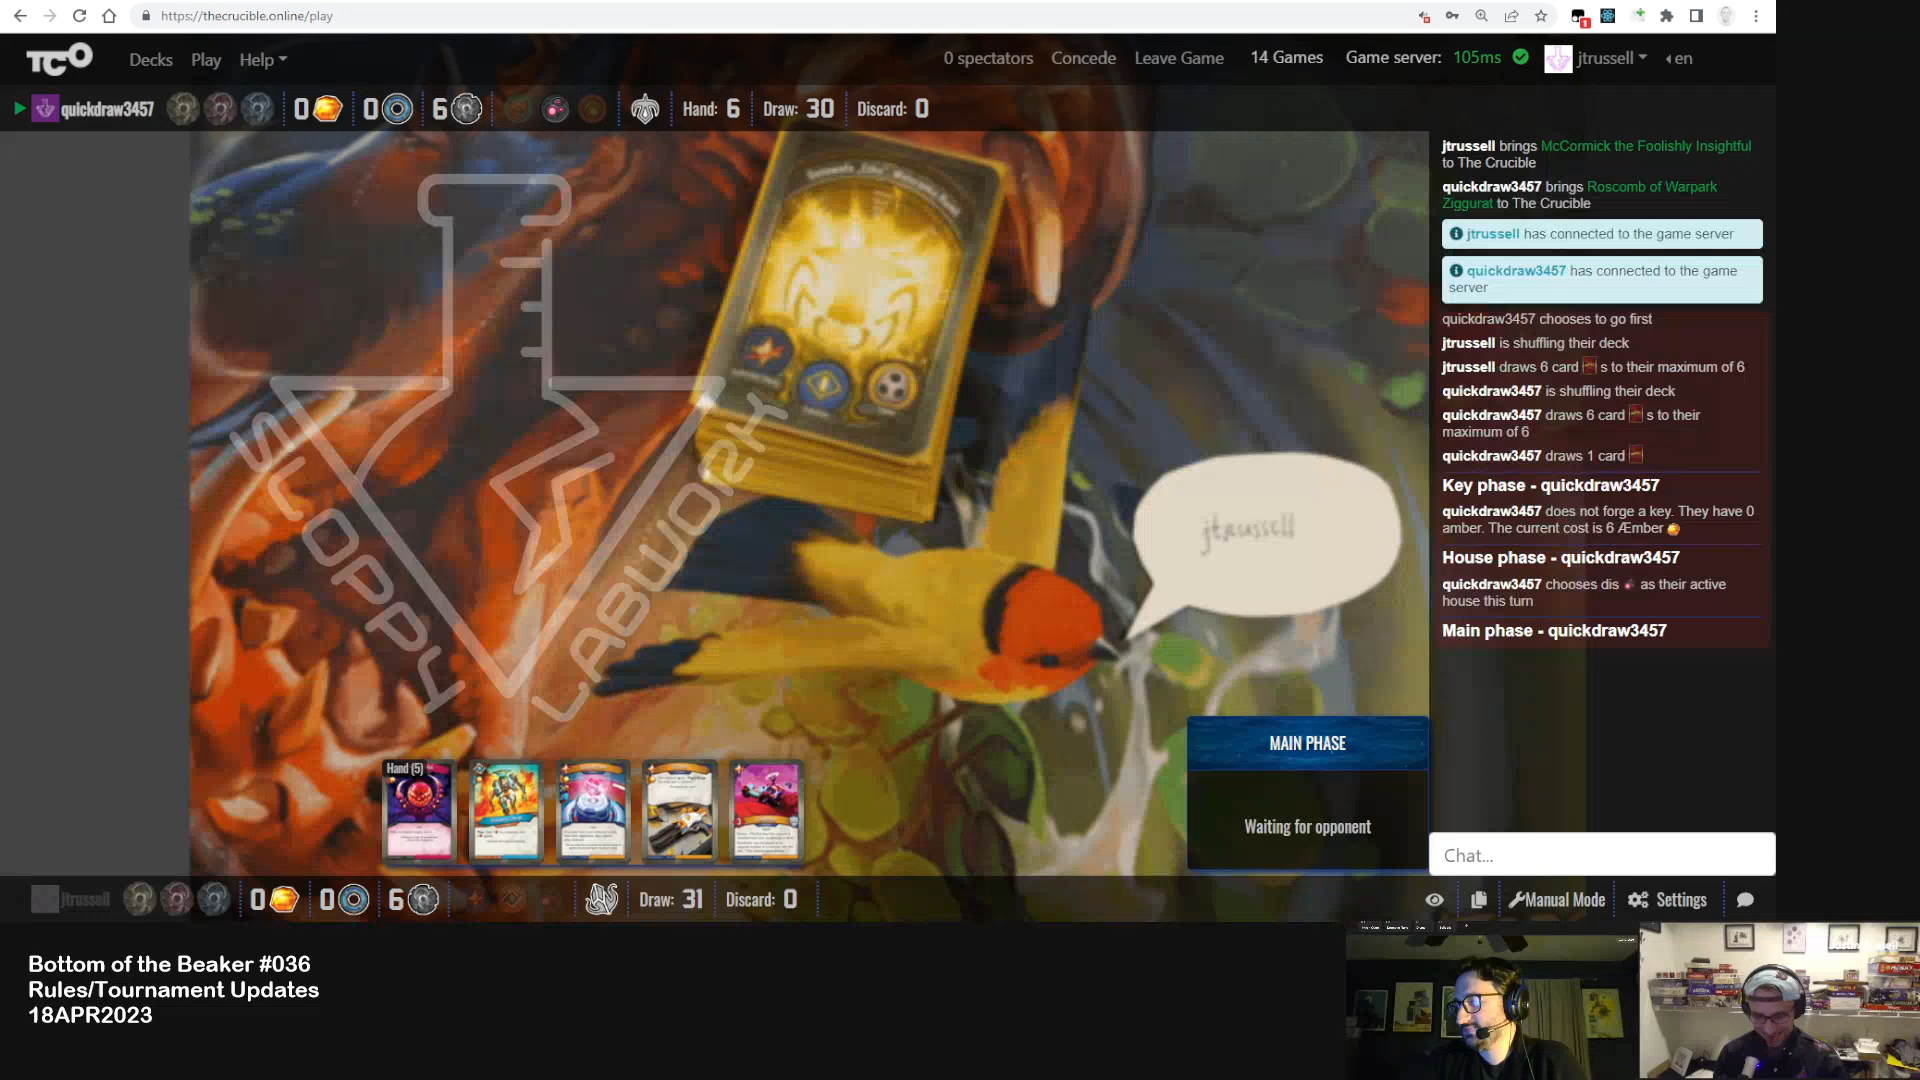 https://thecrucible.online/play
1
TCO
Decks
Play
Help
0 spectators
Concede
Leave Game
14 Games
Game server: 105ms
jtrussell
en
quickdraw3457
0
0
6
Hand: 6
Draw: 30
Discard: 0
jtrussell brings McCormick the Foolishly Insightful
to The Crucible
quickdraw3457 brings Roscomb of Warpark
Ziggurat to The Crucible
jtrussell has connected to the game server
quickdraw3457 has connected to the game
server
quickdraw3457 chooses to go first
jtrussell is shuffling their deck
jtrussell draws 6 card s to their maximum of 6
quickdraw3457 is shuffling their deck
quickdraw3457 draws 6 card s to their
maximum of 6
quickdraw3457 draws 1 card
Key phase - quickdraw3457
quickdraw3457 does not forge a key. They have 0
amber. The current cost is 6 Æmber
House phase - quickdraw3457
quickdraw3457 chooses dis as their active
house this turn
Main phase - quickdraw3457
SLOPPY
LABWORK
jtrussell
MAIN PHASE
Waiting for opponent
Hand (5)
Chat...
jtrussell
0
0
6
Draw: 31
Discard: 0
Manual Mode
Settings
Bottom of the Beaker #036
Rules/Tournament Updates
18APR2023